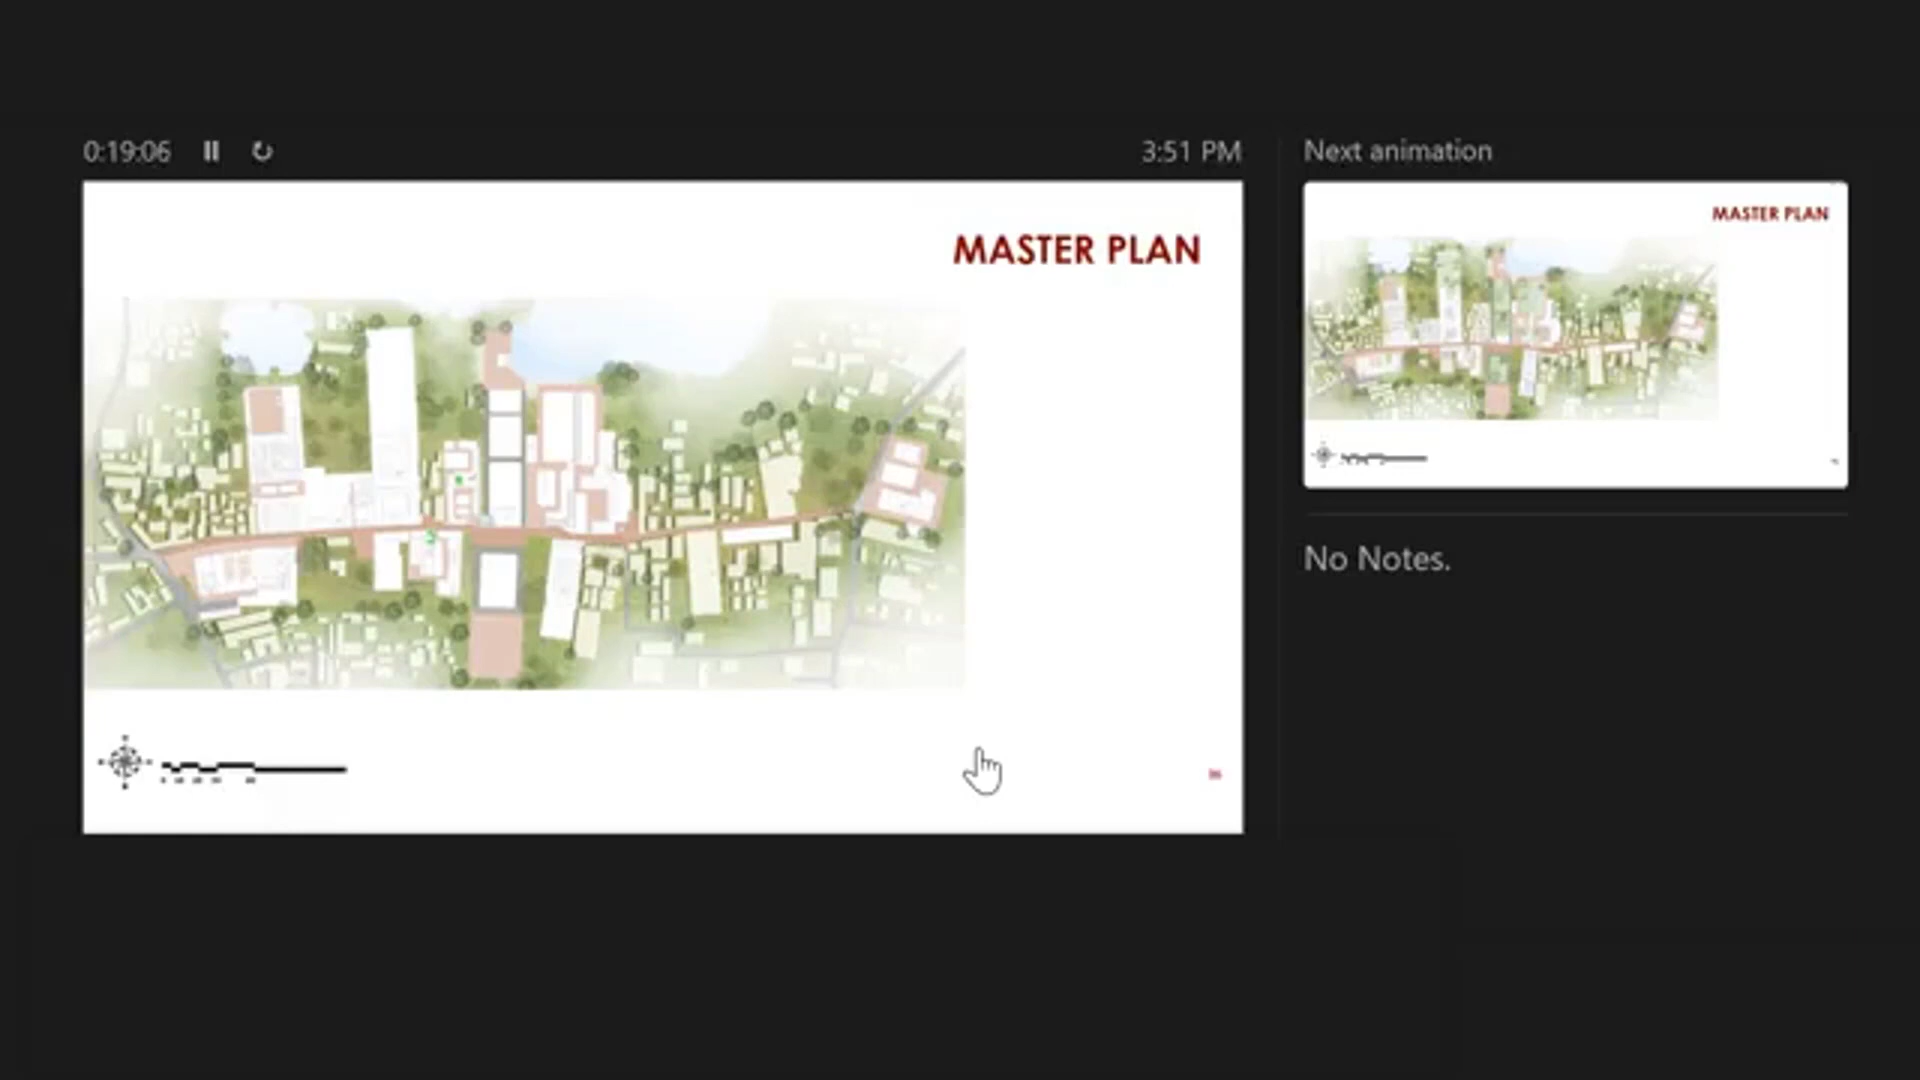 0:19:06
3:51 PM
Next animation
MASTER PLAN
MASTER PLAN
No Notes.